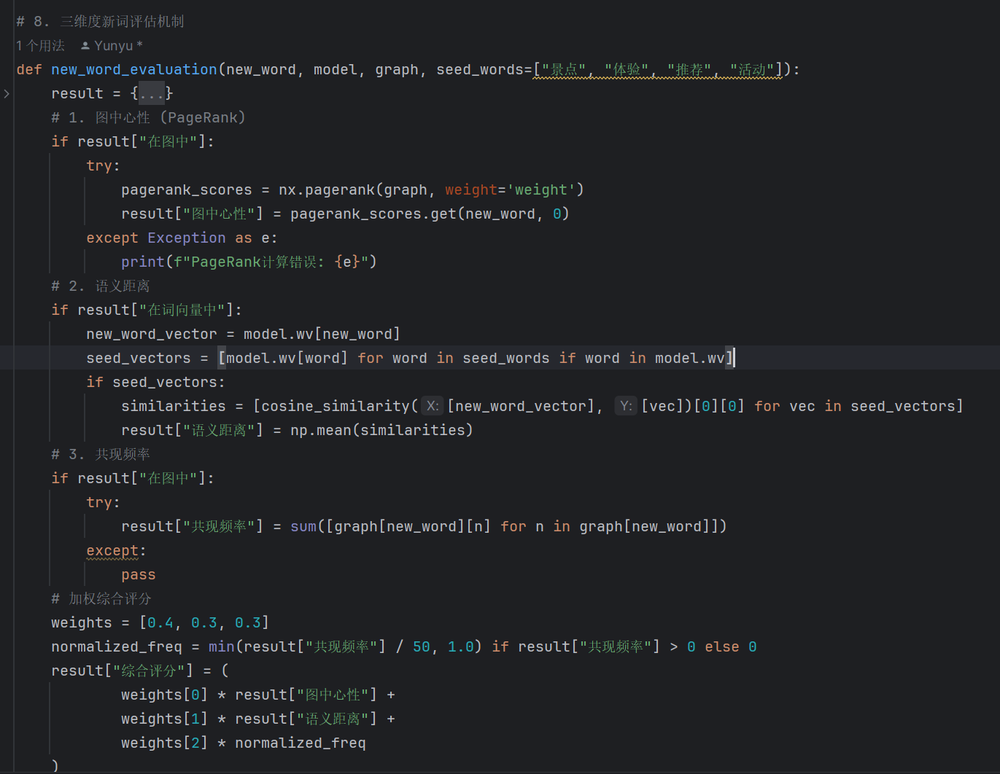 # 8. 三维度新词评估机制
1 个用法 Yunyu *
def new_word_evaluation(new_word, model, graph, seed_words=["景点", "体验", "推荐", "活动"]):
    result = {...}
    # 1. 图中心性 (PageRank)
    if result["在图中"]:
        try:
            pagerank_scores = nx.pagerank(graph, weight='weight')
            result["图中心性"] = pagerank_scores.get(new_word, 0)
        except Exception as e:
            print(f"PageRank计算错误: {e}")
    # 2. 语义距离
    if result["在词向量中"]:
        new_word_vector = model.wv[new_word]
        seed_vectors = [model.wv[word] for word in seed_words if word in model.wv]
        if seed_vectors:
            similarities = [cosine_similarity( X: [new_word_vector], Y: [vec])[0][0] for vec in seed_vectors]
            result["语义距离"] = np.mean(similarities)
    # 3. 共现频率
    if result["在图中"]:
        try:
            result["共现频率"] = sum([graph[new_word][n] for n in graph[new_word]])
        except:
            pass
    # 加权综合评分
    weights = [0.4, 0.3, 0.3]
    normalized_freq = min(result["共现频率"] / 50, 1.0) if result["共现频率"] > 0 else 0
    result["综合评分"] = (
            weights[0] * result["图中心性"] +
            weights[1] * result["语义距离"] +
            weights[2] * normalized_freq
    )